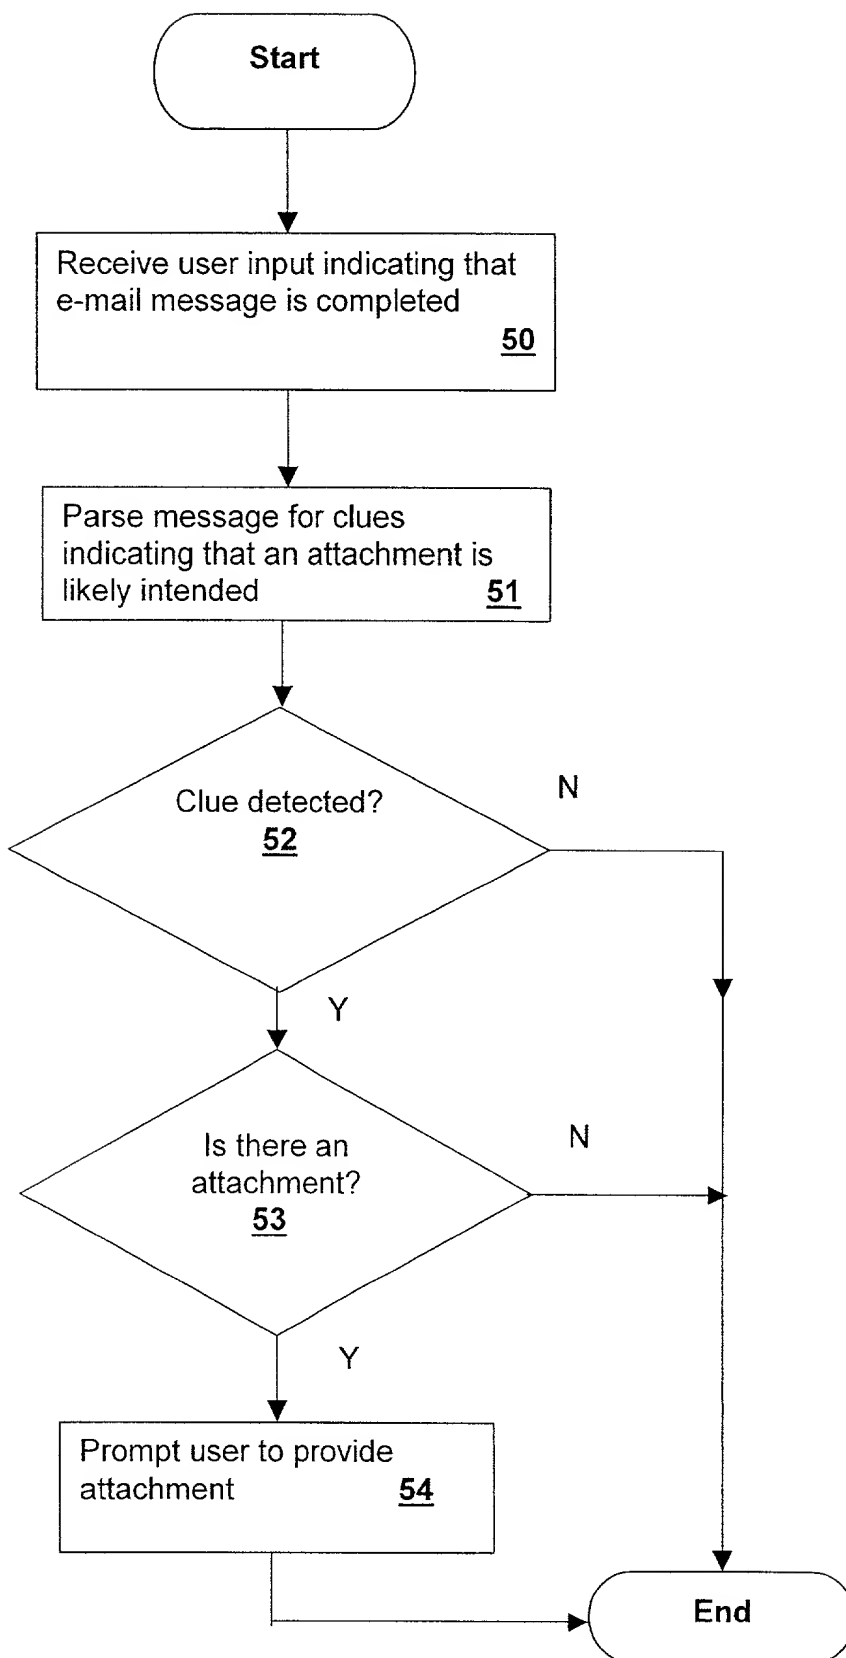 Start
Receive user input indicating that
e-mail message is completed
50
Parse message for clues
indicating that an attachment is
likely intended 51
Clue detected?
52
N
Y
Is there an
attachment?
53
N
Y
Prompt user to provide
attachment 54
End